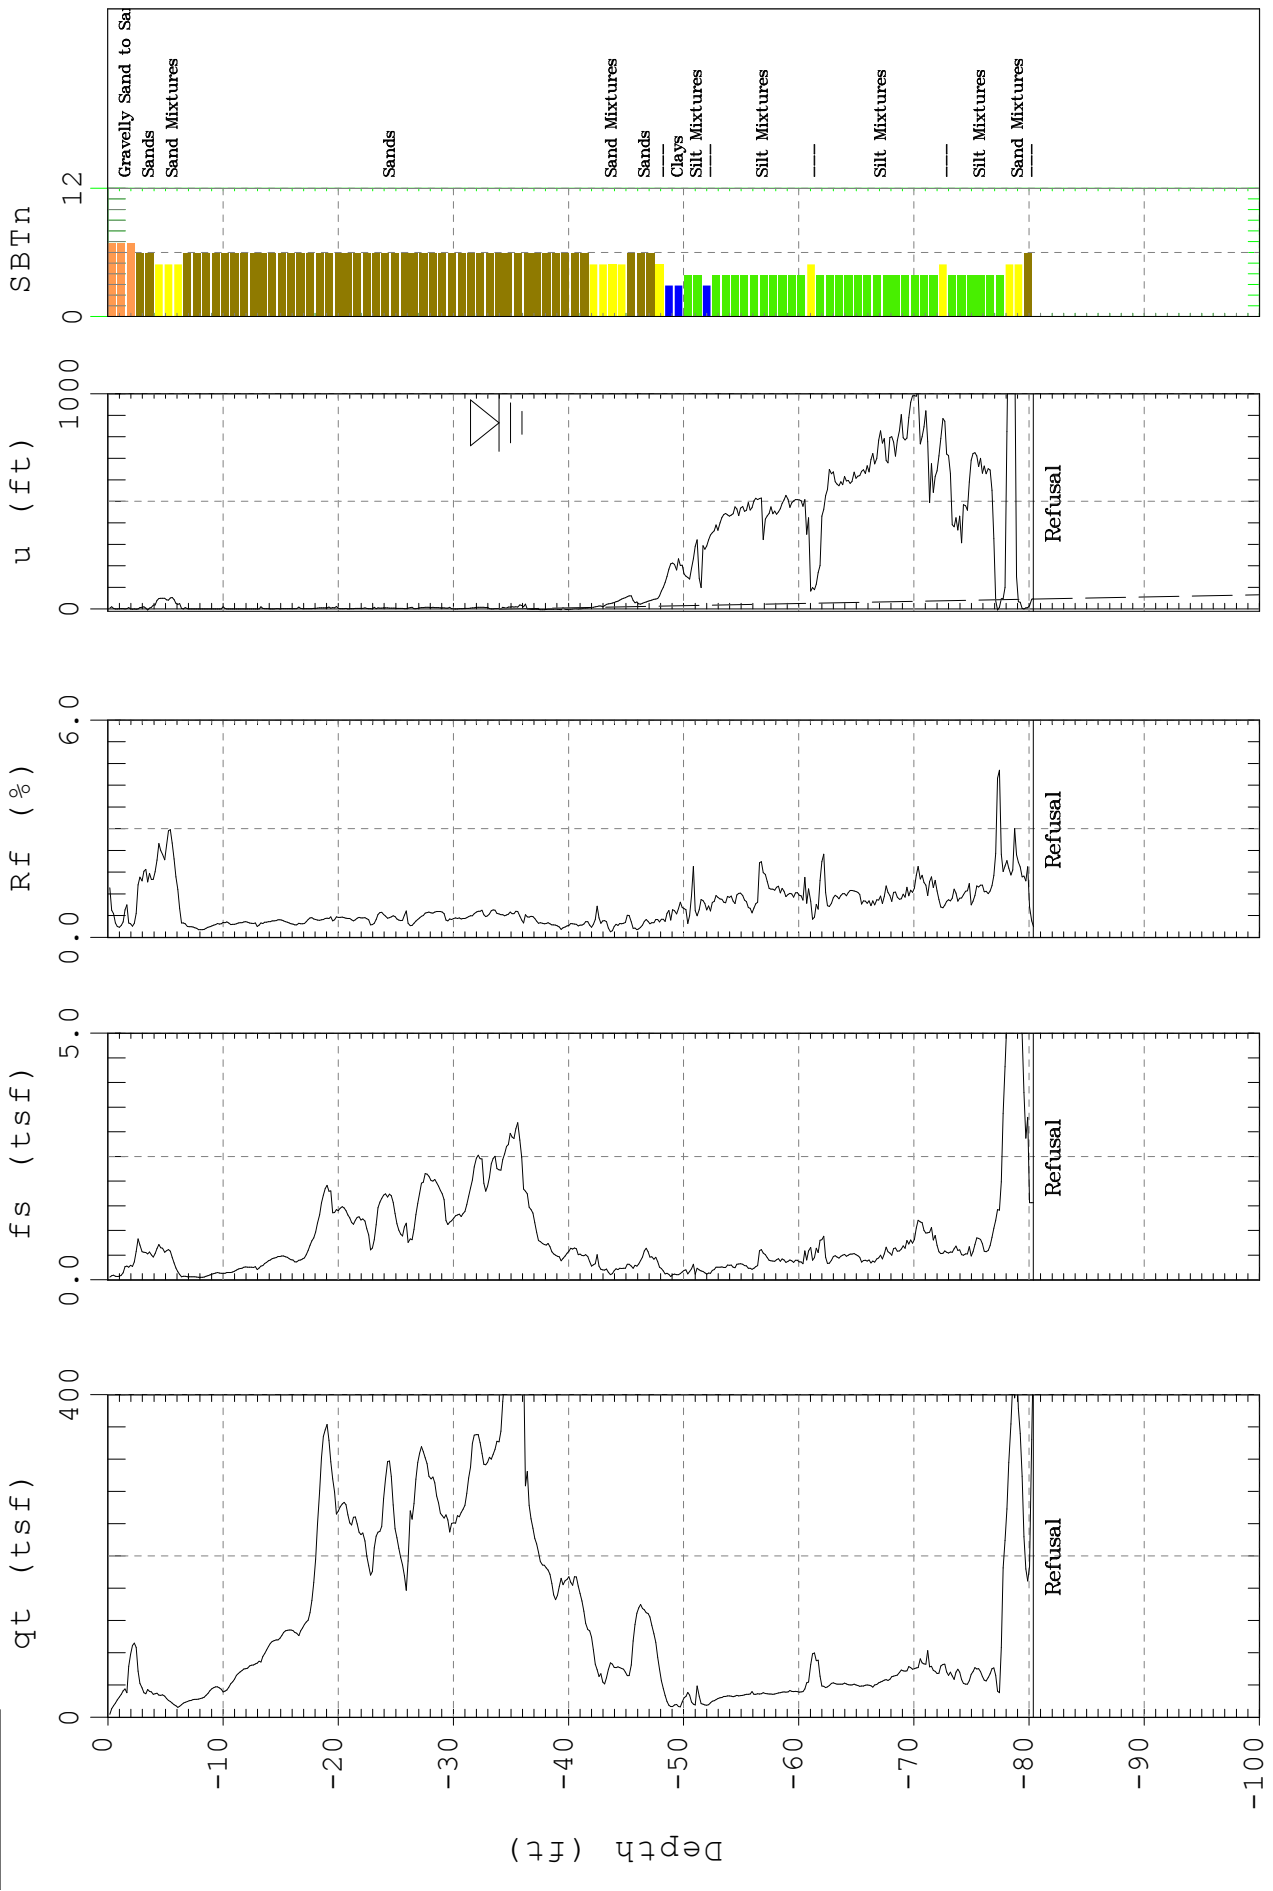 qt (tsf)
fs (tsf)
Rf (%)
u (ft)
SBTn
0
400
0.0
5.0
0.0
6.0
0
1000
0
12
0
-10
-20
-30
-40
-50
-60
-70
-80
-90
-100
Depth (ft)
Refusal
Refusal
Refusal
Refusal
Gravelly Sand to Sa
Sands
Sand Mixtures
Sands
Sand Mixtures
Sands
Clays
Silt Mixtures
Silt Mixtures
Silt Mixtures
Silt Mixtures
Sand Mixtures